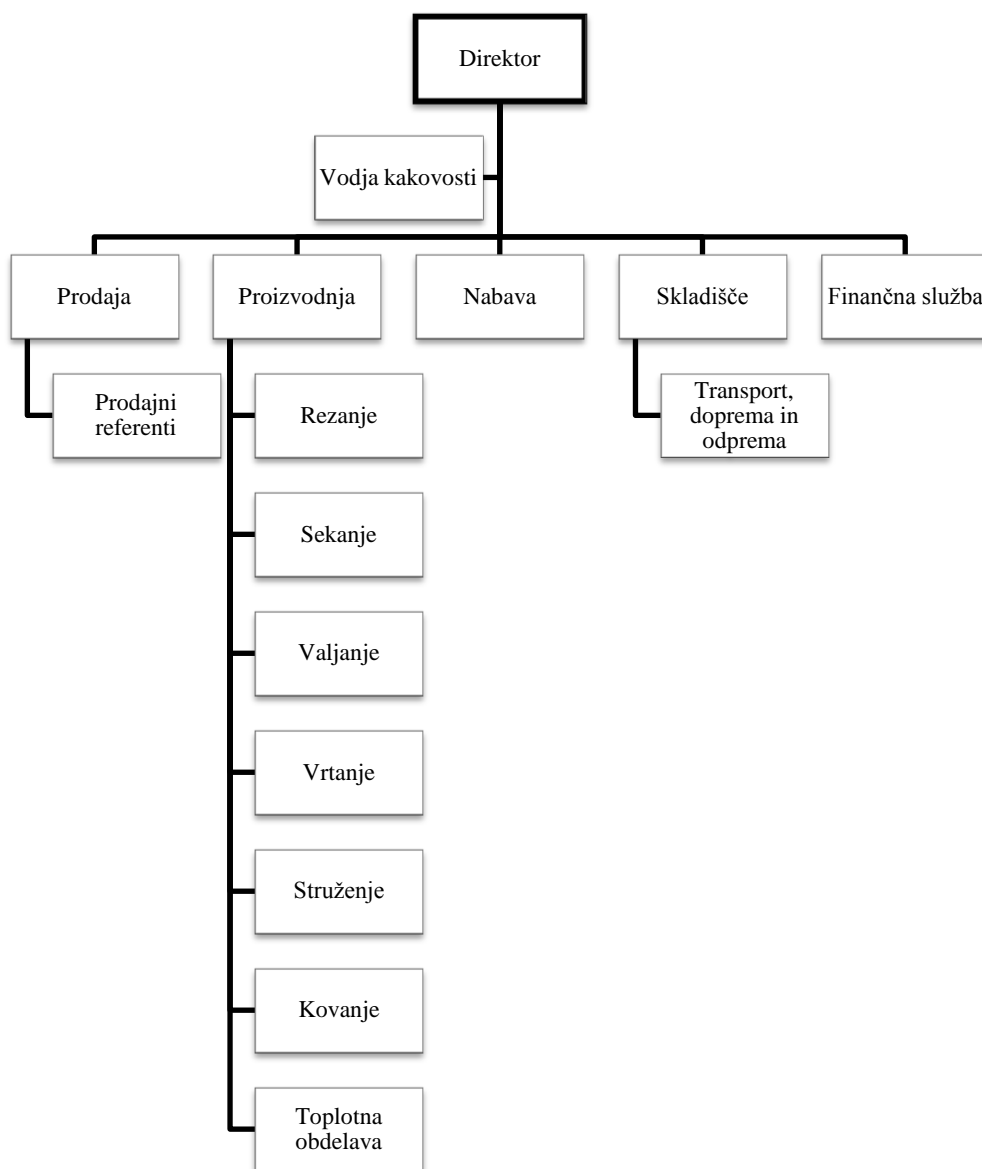 Direktor
Vodja kakovosti
Prodaja
Proizvodnja
Nabava
Skladišče
Finančna služba
Prodajni
referenti
Rezanje
Transport,
doprema in
odprema
Sekanje
Valjanje
Vrtanje
Struženje
Kovanje
Toplotna
obdelava